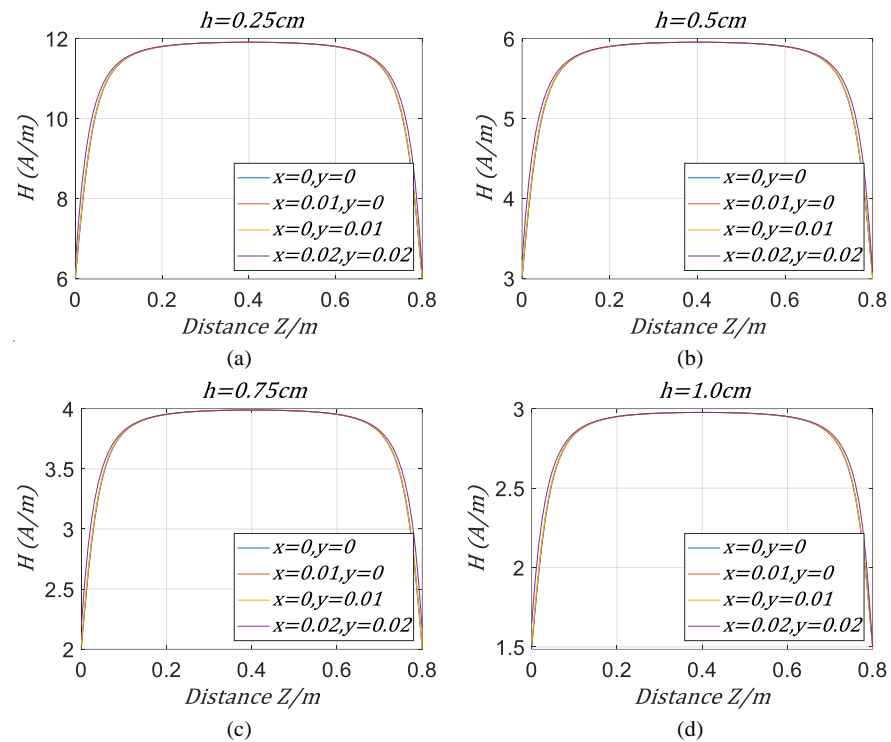 h=0.25cm
12
10
8
6
H (A/m)
x=0,y=0
x=0.01,y=0
x=0,y=0.01
x=0.02,y=0.02
0 0.2 0.4 0.6 0.8
Distance Z/m
(a)
h=0.5cm
6
5
4
3
H (A/m)
x=0,y=0
x=0.01,y=0
x=0,y=0.01
x=0.02,y=0.02
0 0.2 0.4 0.6 0.8
Distance Z/m
(b)
h=0.75cm
4
3.5
3
2.5
2
H (A/m)
x=0,y=0
x=0.01,y=0
x=0,y=0.01
x=0.02,y=0.02
0 0.2 0.4 0.6 0.8
Distance Z/m
(c)
h=1.0cm
3
2.5
2
1.5
H (A/m)
x=0,y=0
x=0.01,y=0
x=0,y=0.01
x=0.02,y=0.02
0 0.2 0.4 0.6 0.8
Distance Z/m
(d)